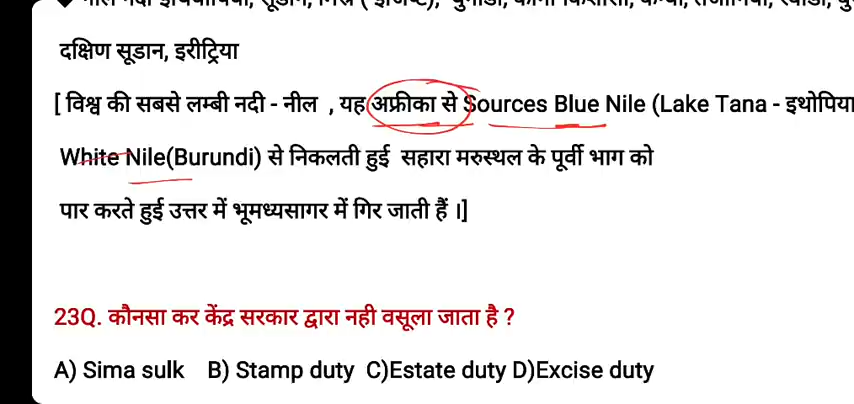 दक्षिण सूडान, इरीट्रिया
[ विश्व की सबसे लम्बी नदी - नील , यह अफ्रीका से Sources Blue Nile (Lake Tana - इथोपिया
White Nile(Burundi) से निकलती हुई सहारा मरुस्थल के पूर्वी भाग को
पार करते हुई उत्तर में भूमध्यसागर में गिर जाती हैं ।]
23Q. कौनसा कर केंद्र सरकार द्वारा नही वसूला जाता है ?
A) Sima sulk B) Stamp duty C)Estate duty D)Excise duty